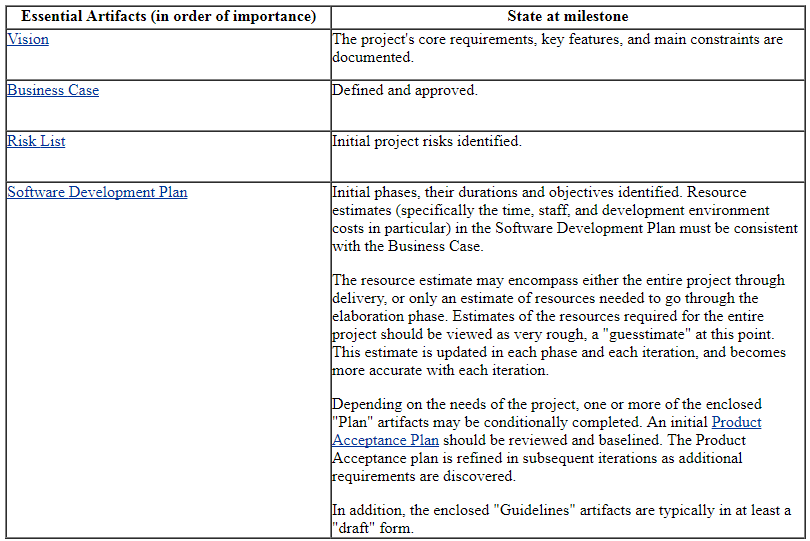 Essential Artifacts (in order of importance)
State at milestone
Vision
The project's core requirements, key features, and main constraints are
documented.
Business Case
Defined and approved.
Risk List
Initial project risks identified.
Software Development Plan
Initial phases, their durations and objectives identified. Resource
estimates (specifically the time, staff, and development environment
costs in particular) in the Software Development Plan must be consistent
with the Business Case.
The resource estimate may encompass either the entire project through
delivery, or only an estimate of resources needed to go through the
elaboration phase. Estimates of the resources required for the entire
project should be viewed as very rough, a "guesstimate" at this point.
This estimate is updated in each phase and each iteration, and becomes
more accurate with each iteration.
Depending on the needs of the project, one or more of the enclosed
"Plan" artifacts may be conditionally completed. An initial Product
Acceptance Plan should be reviewed and baselined. The Product
Acceptance plan is refined in subsequent iterations as additional
requirements are discovered.
In addition, the enclosed "Guidelines" artifacts are typically in at least a
"draft" form.